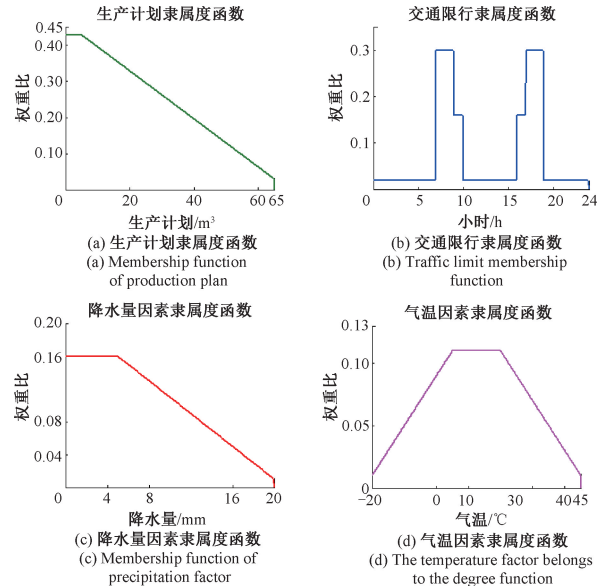 生产计划隶属度函数
0.45
0.40
0.20
0.10
权重比
0
20
40
60 65
生产计划/m³
(a) 生产计划隶属度函数
(a) Membership function
of production plan
交通限行隶属度函数
0.3
0.2
0.1
权重比
0
5
10
15
20
24
小时/h
(b) 交通限行隶属度函数
(b) Traffic limit membership
function
降水量因素隶属度函数
0.20
0.16
0.08
0.04
权重比
0
4
8
16
20
降水量/mm
(c) 降水量因素隶属度函数
(c) Membership function of
precipitation factor
气温因素隶属度函数
0.13
0.10
0.05
0
权重比
−20
0
10
30
40 45
气温/℃
(d) 气温因素隶属度函数
(d) The temperature factor belongs
to the degree function